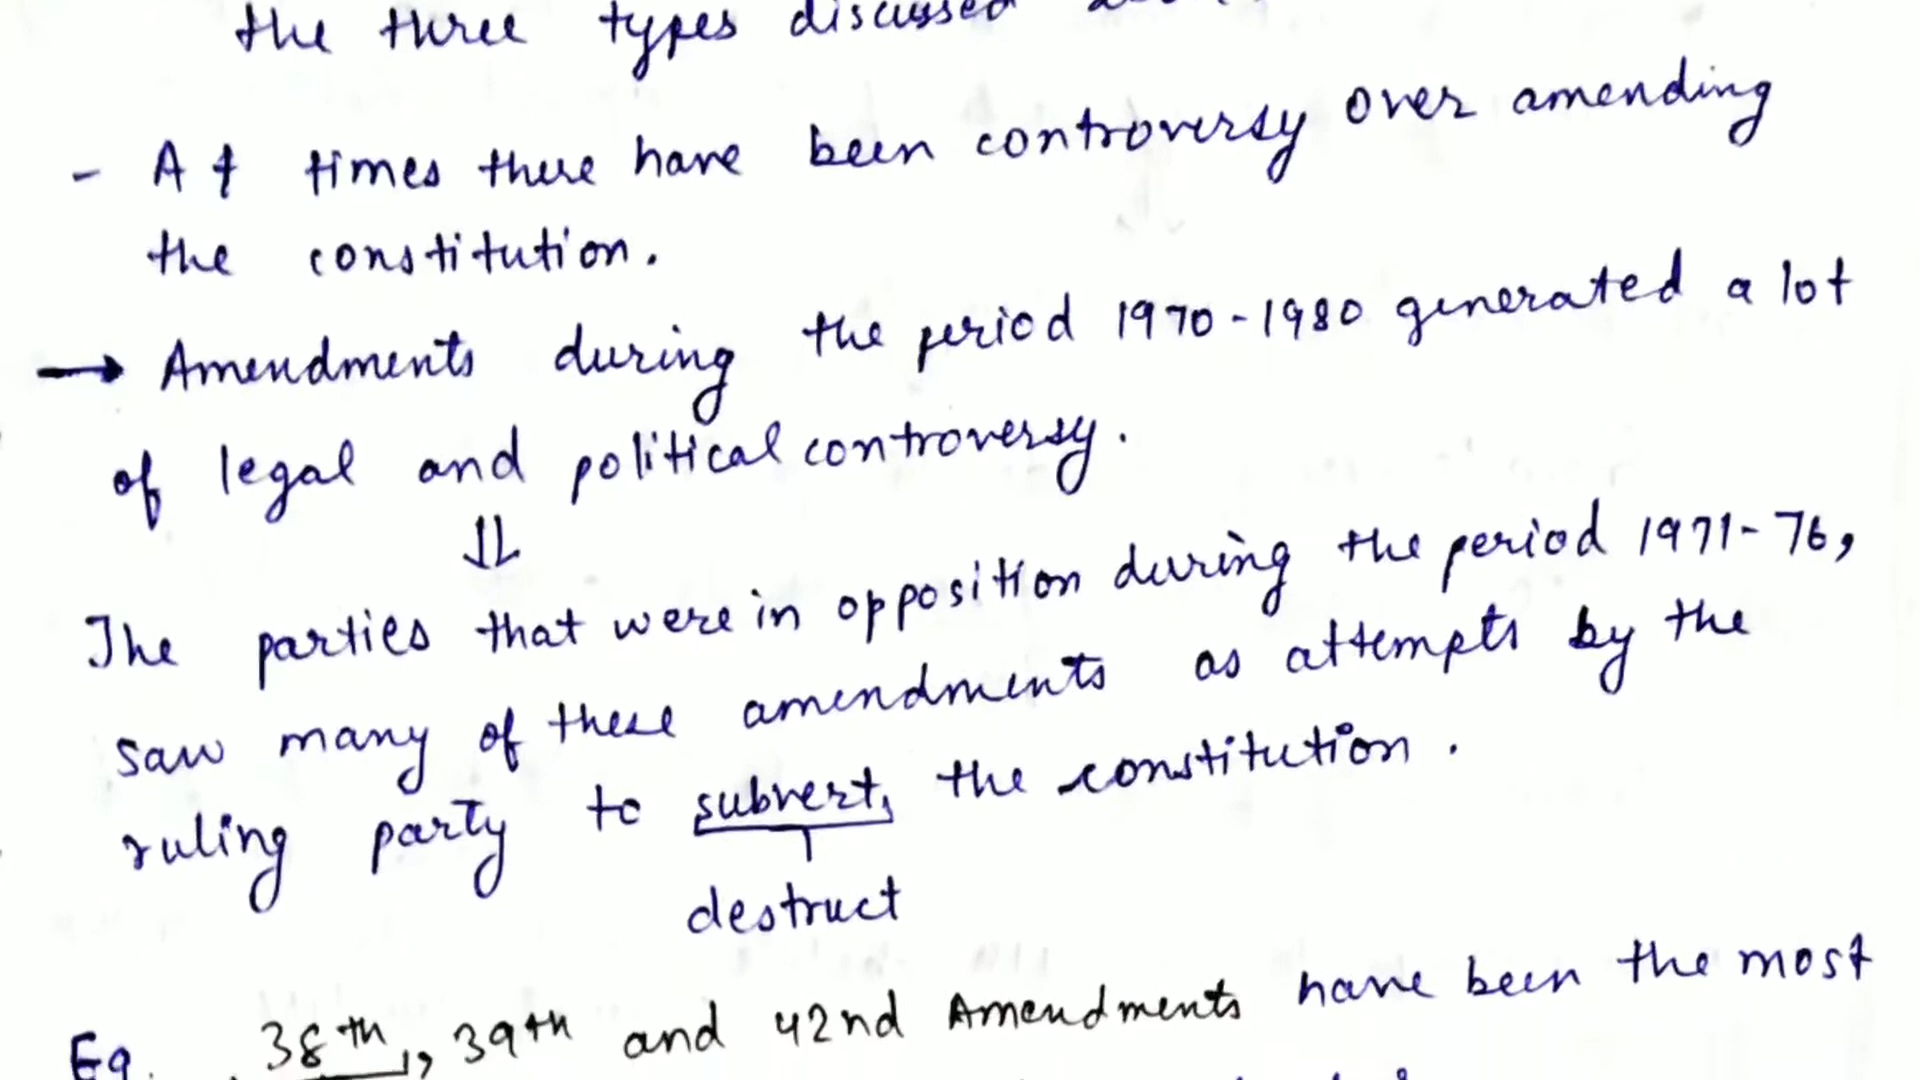 the three types discussed
- At times there have been controversy over amending
the constitution.
→ Amendments during the period 1970-1980 generated a lot
of legal and political controversy.
⇓
The parties that were in opposition during the period 1971-76,
saw many of these amendments as attempts by the
ruling party to subvert, the constitution.
destruct
Eg. 38th, 39th and 42nd Amendments have been the most